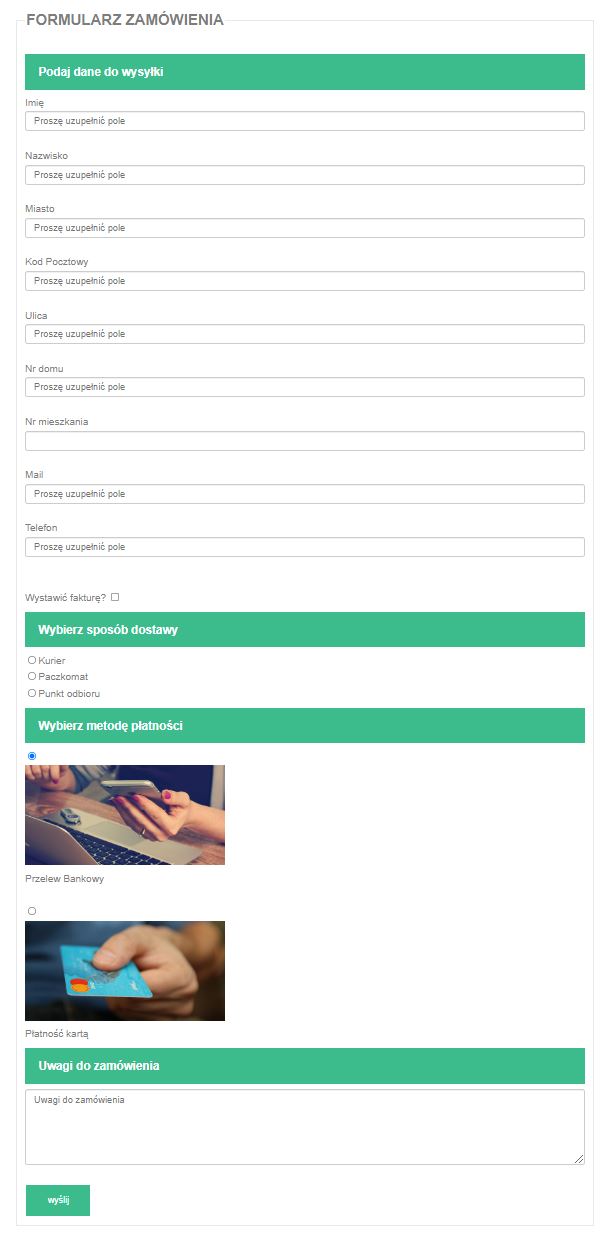 FORMULARZ ZAMÓWIENIA
Podaj dane do wysyłki
Imię
Proszę uzupełnić pole
Nazwisko
Proszę uzupełnić pole
Miasto
Proszę uzupełnić pole
Kod Pocztowy
Proszę uzupełnić pole
Ulica
Proszę uzupełnić pole
Nr domu
Proszę uzupełnić pole
Nr mieszkania
Mail
Proszę uzupełnić pole
Telefon
Proszę uzupełnić pole
Wystawić fakturę?
Wybierz sposób dostawy
Kurier
Paczkomat
Punkt odbioru
Wybierz metodę płatności
Przelew Bankowy
Płatność kartą
Uwagi do zamówienia
Uwagi do zamówienia
wyślij